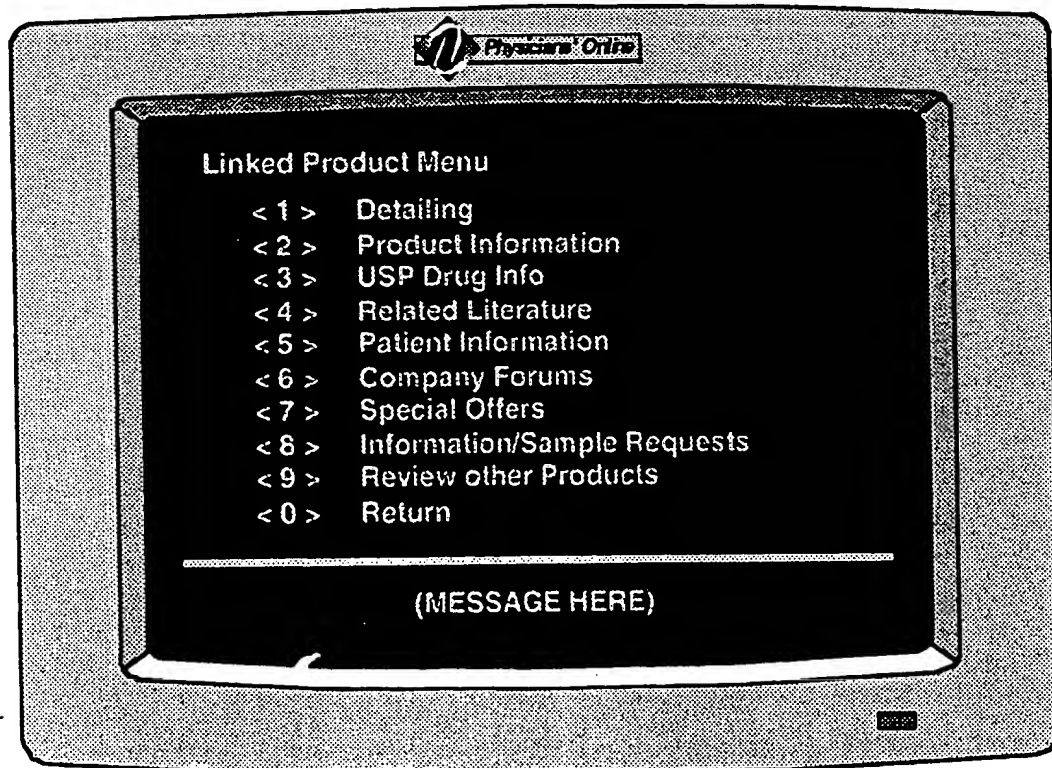 Physicians' Online
Linked Product Menu
< 1 > Detailing
< 2 > Product Information
< 3 > USP Drug Info
< 4 > Related Literature
< 5 > Patient Information
< 6 > Company Forums
< 7 > Special Offers
< 8 > Information/Sample Requests
< 9 > Review other Products
< 0 > Return
(MESSAGE HERE)